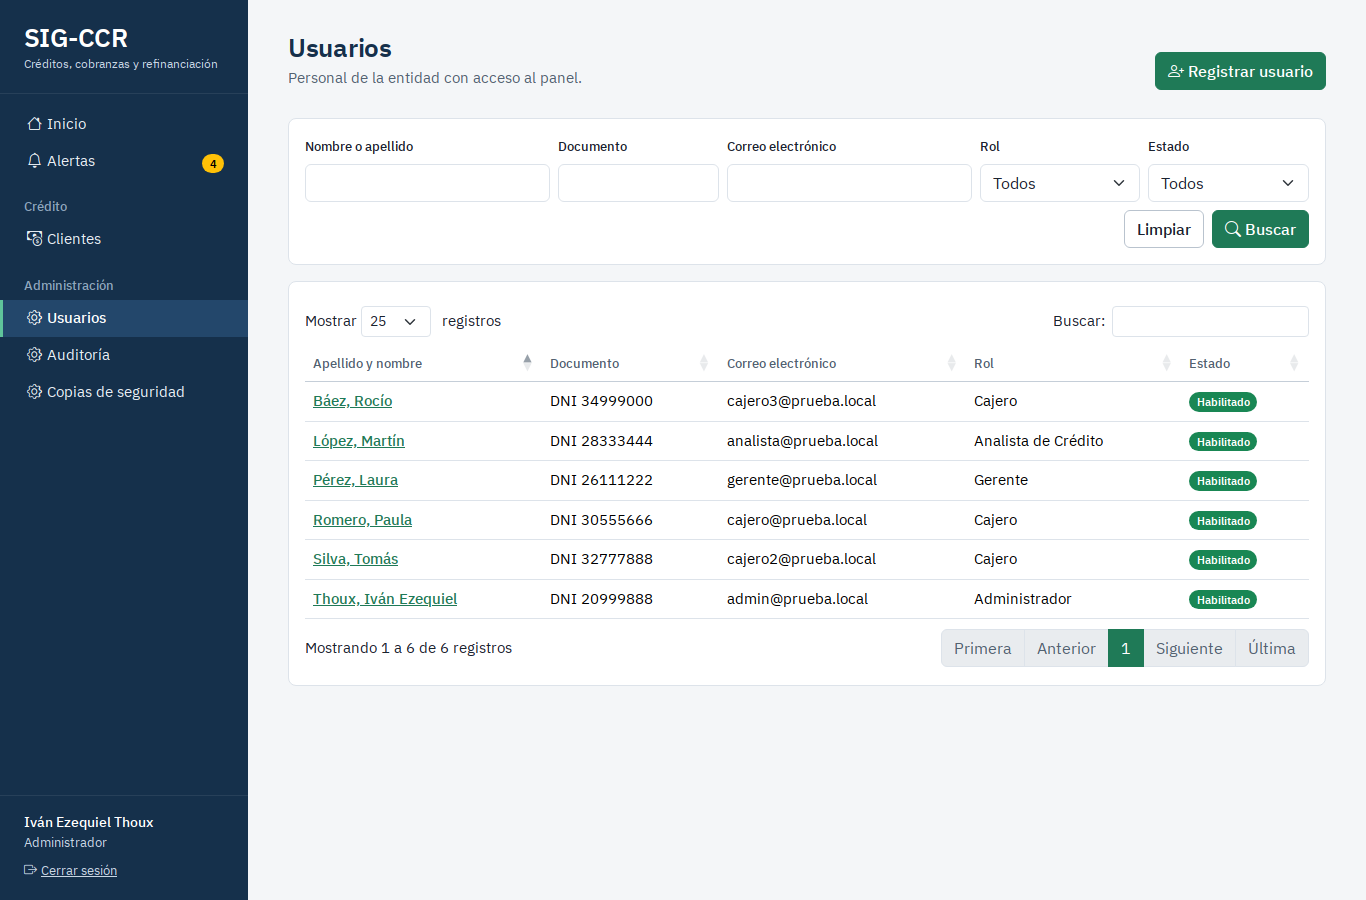 SIG-CCR
Créditos, cobranzas y refinanciación
Inicio
Alertas 4
Crédito
Clientes
Administración
Usuarios
Auditoría
Copias de seguridad
Iván Ezequiel Thoux
Administrador
Cerrar sesión
Usuarios
Personal de la entidad con acceso al panel.
Registrar usuario
Nombre o apellido Documento Correo electrónico Rol Estado
Todos Todos
Limpiar Buscar
Mostrar 25 registros Buscar:
Apellido y nombre Documento Correo electrónico Rol Estado
Báez, Rocío DNI 34999000 cajero3@prueba.local Cajero Habilitado
López, Martín DNI 28333444 analista@prueba.local Analista de Crédito Habilitado
Pérez, Laura DNI 26111222 gerente@prueba.local Gerente Habilitado
Romero, Paula DNI 30555666 cajero@prueba.local Cajero Habilitado
Silva, Tomás DNI 32777888 cajero2@prueba.local Cajero Habilitado
Thoux, Iván Ezequiel DNI 20999888 admin@prueba.local Administrador Habilitado
Mostrando 1 a 6 de 6 registros Primera Anterior 1 Siguiente Última